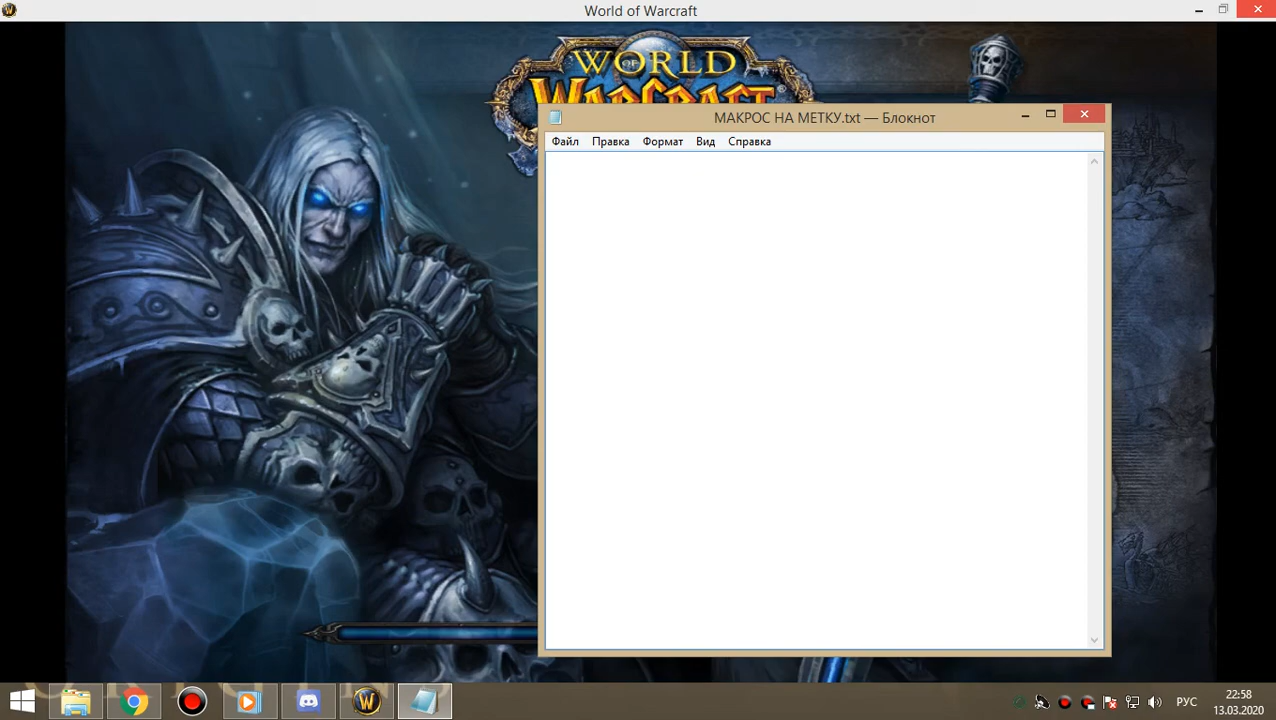 World of Warcraft
WORLD
OF
WARCRAFT
МАКРОС НА МЕТКУ.txt — Блокнот
Файл Правка Формат Вид Справка
РУС
22:58
13.03.2020